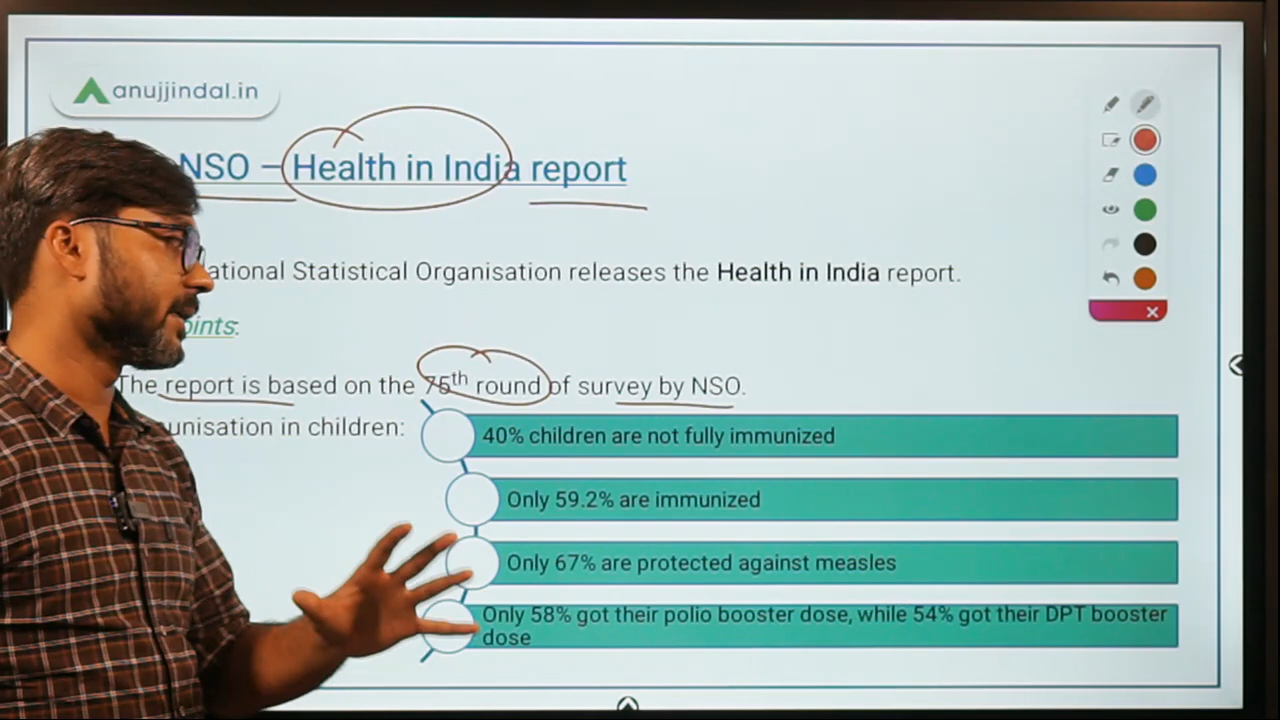 anujjindal.in
NSO – Health in India report
ational Statistical Organisation releases the Health in India report.
oints:
The report is based on the 75th round of survey by NSO.
unisation in children:
40% children are not fully immunized
Only 59.2% are immunized
Only 67% are protected against measles
Only 58% got their polio booster dose, while 54% got their DPT booster
dose